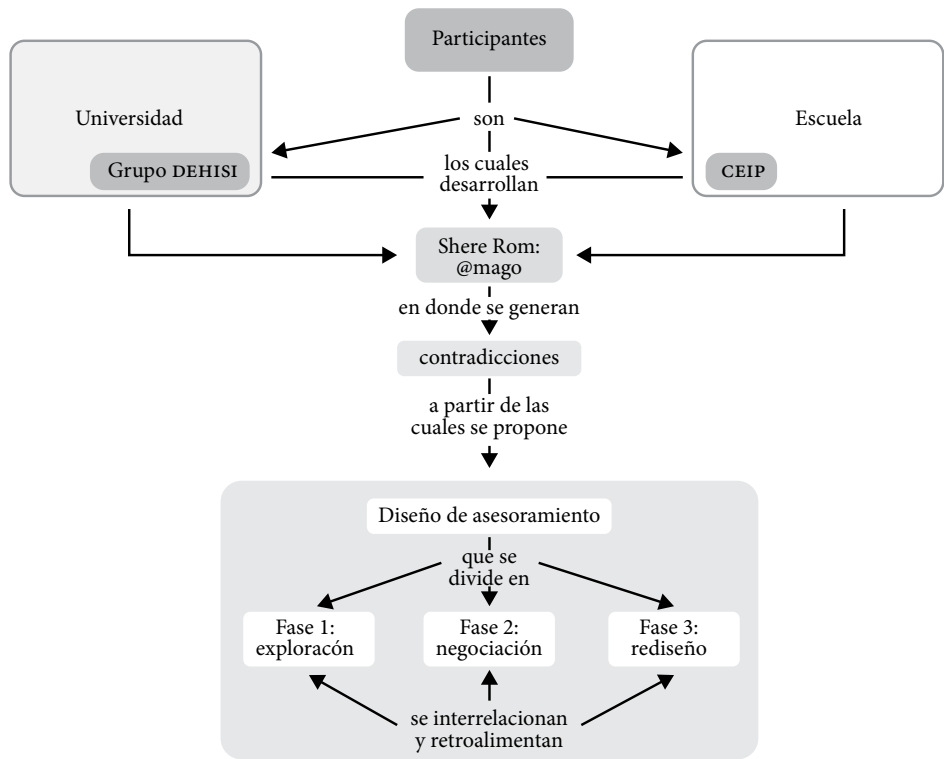 Participantes
Universidad
son
Escuela
Grupo DEHISI
los cuales
desarrollan
CEIP
Shere Rom:
@mago
en donde se generan
contradicciones
a partir de las
cuales se propone
Diseño de asesoramiento
que se
divide en
Fase 1:
exploracón
Fase 2:
negociación
Fase 3:
rediseño
se interrelacionan
y retroalimentan